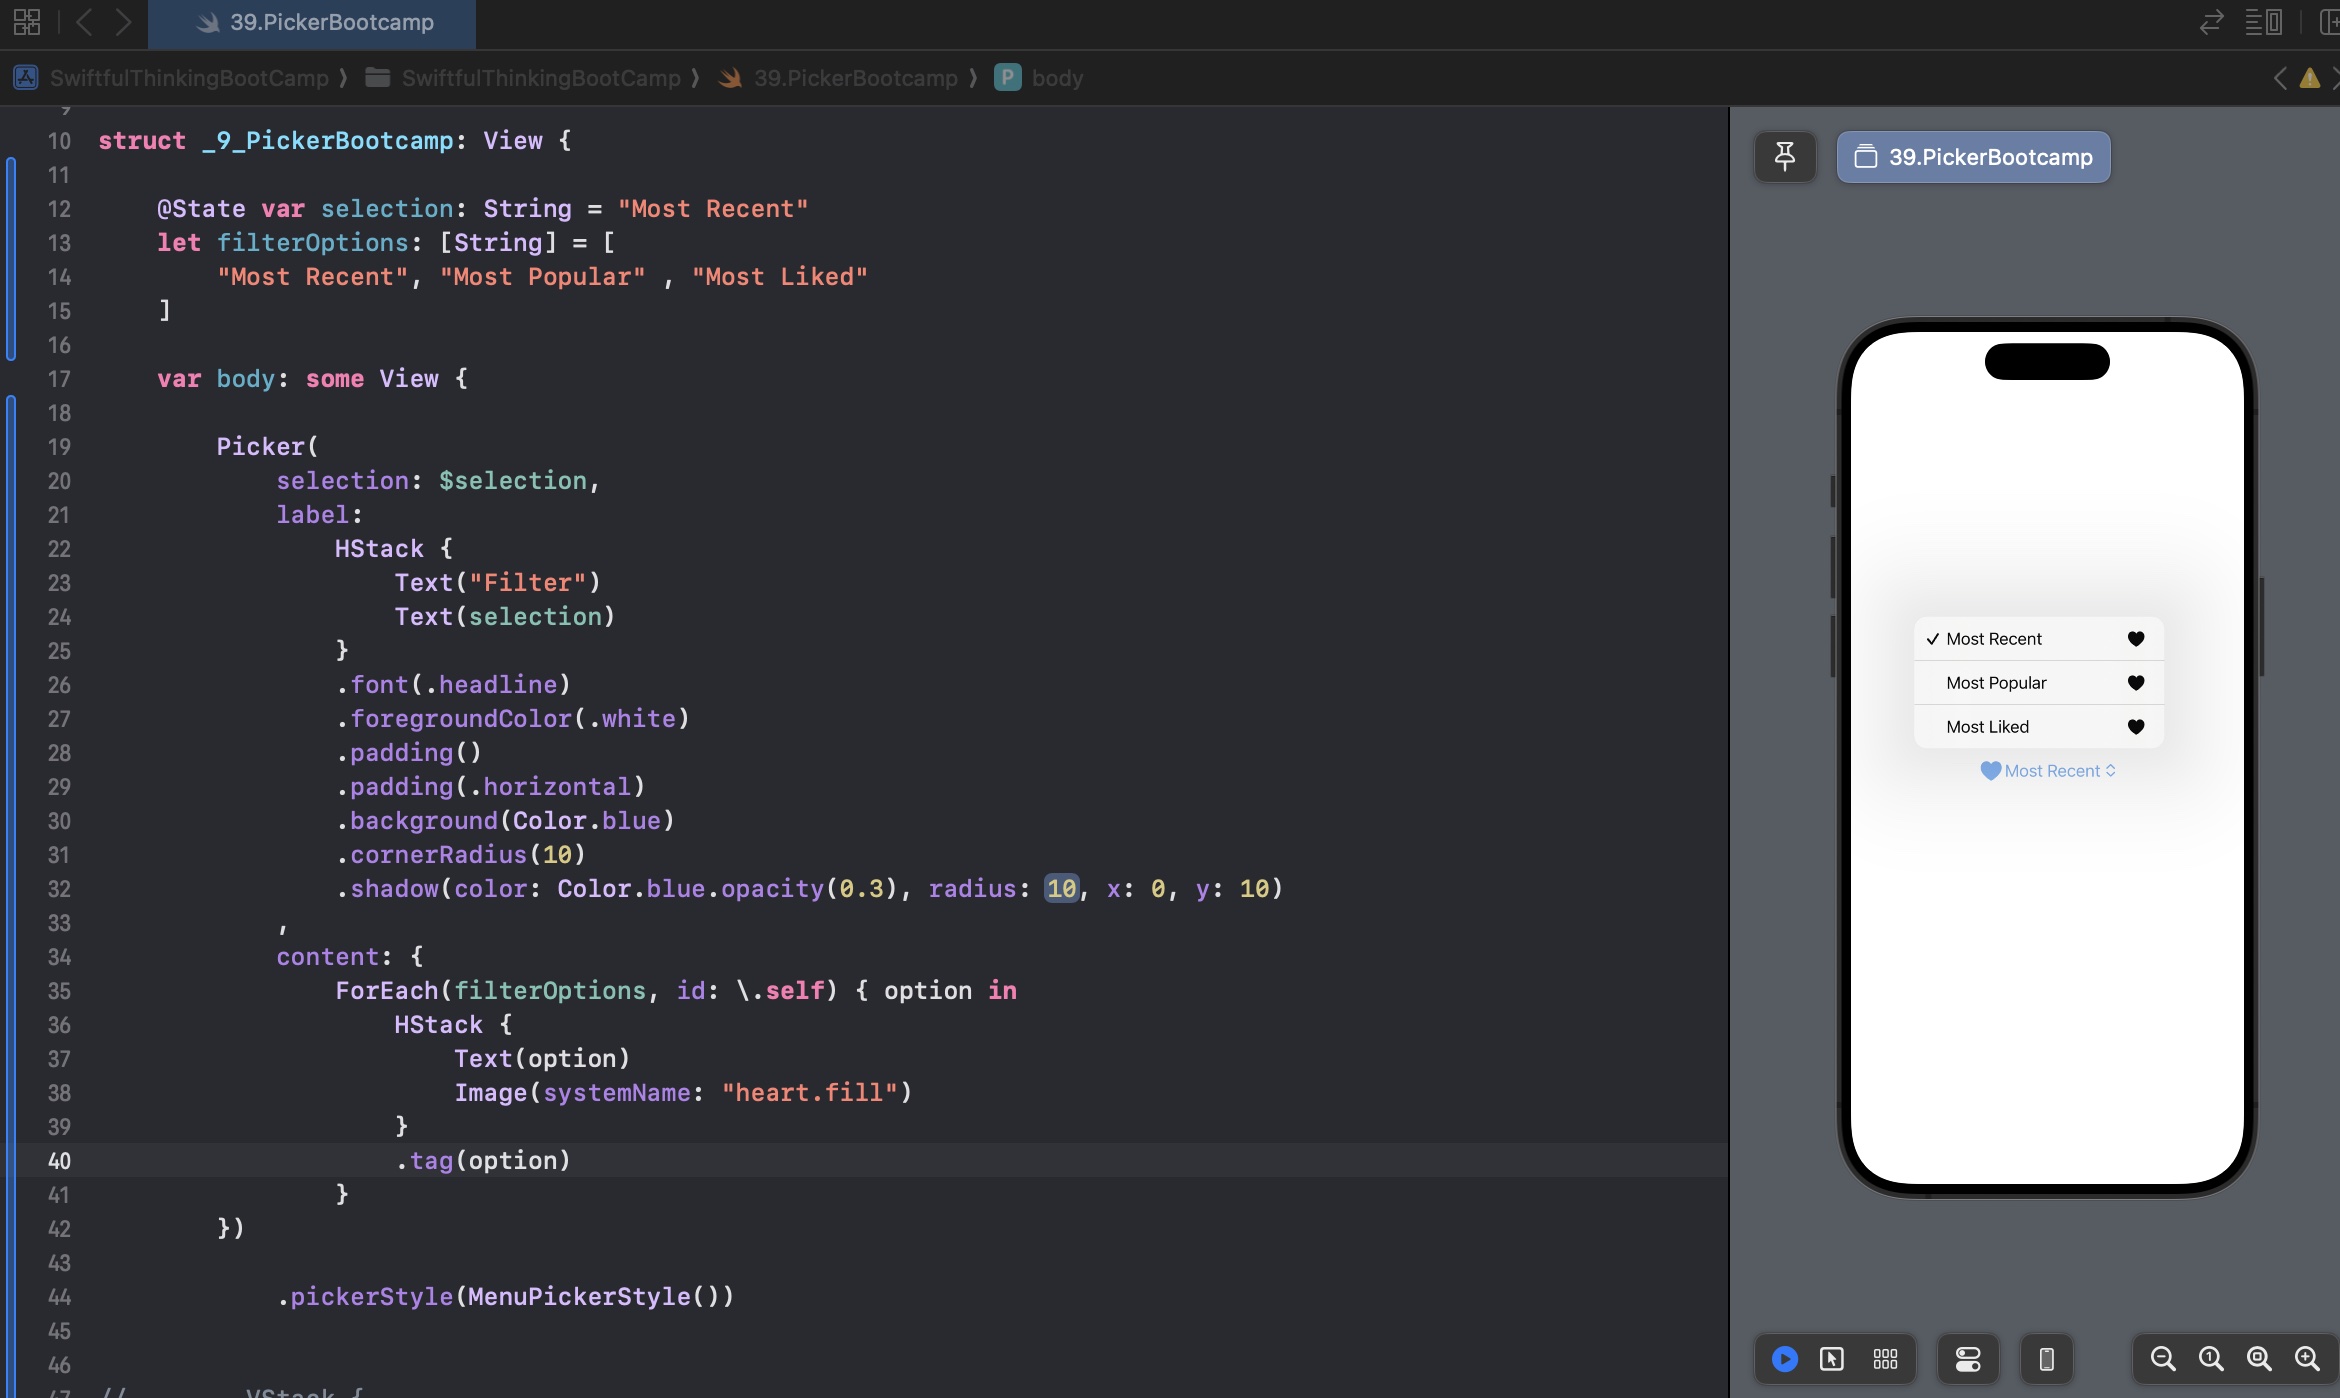 39.PickerBootcamp
SwiftfulThinkingBootCamp ⟩ SwiftfulThinkingBootCamp ⟩ 39.PickerBootcamp ⟩ P body
9
10 struct _9_PickerBootcamp: View {
11
12 @State var selection: String = "Most Recent"
13 let filterOptions: [String] = [
14 "Most Recent", "Most Popular" , "Most Liked"
15 ]
16
17 var body: some View {
18
19 Picker(
20 selection: $selection,
21 label:
22 HStack {
23 Text("Filter")
24 Text(selection)
25 }
26 .font(.headline)
27 .foregroundColor(.white)
28 .padding()
29 .padding(.horizontal)
30 .background(Color.blue)
31 .cornerRadius(10)
32 .shadow(color: Color.blue.opacity(0.3), radius: 10, x: 0, y: 10)
33 ,
34 content: {
35 ForEach(filterOptions, id: \.self) { option in
36 HStack {
37 Text(option)
38 Image(systemName: "heart.fill")
39 }
40 .tag(option)
41 }
42 })
43
44 .pickerStyle(MenuPickerStyle())
45
46
47 // VStack {
39.PickerBootcamp
Most Recent
Most Popular
Most Liked
Most Recent